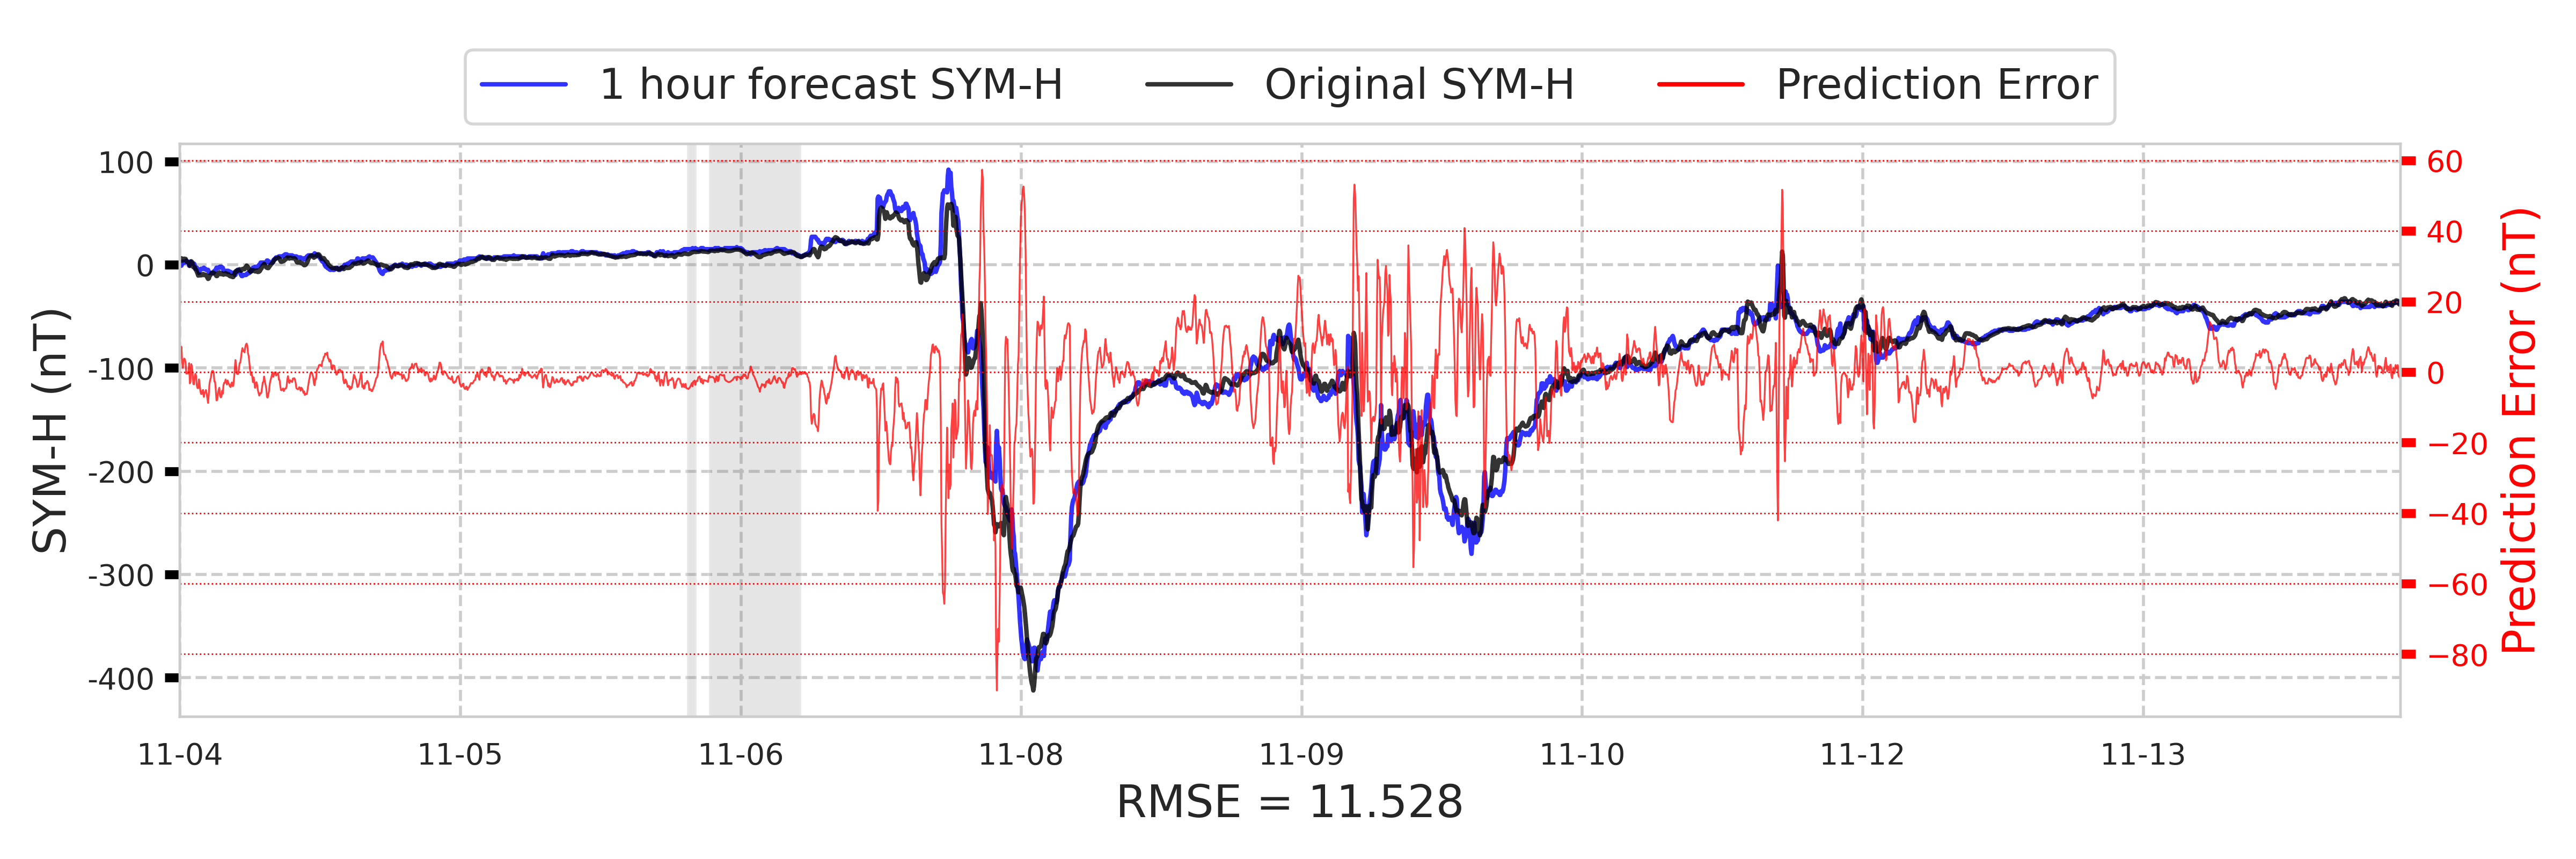 1 hour forecast SYM-H Original SYM-H Prediction Error
SYM-H (nT)
100
0
-100
-200
-300
-400
60
40
20
0
−20
−40
−60
−80
Prediction Error (nT)
11-04 11-05 11-06 11-08 11-09 11-10 11-12 11-13
RMSE = 11.528